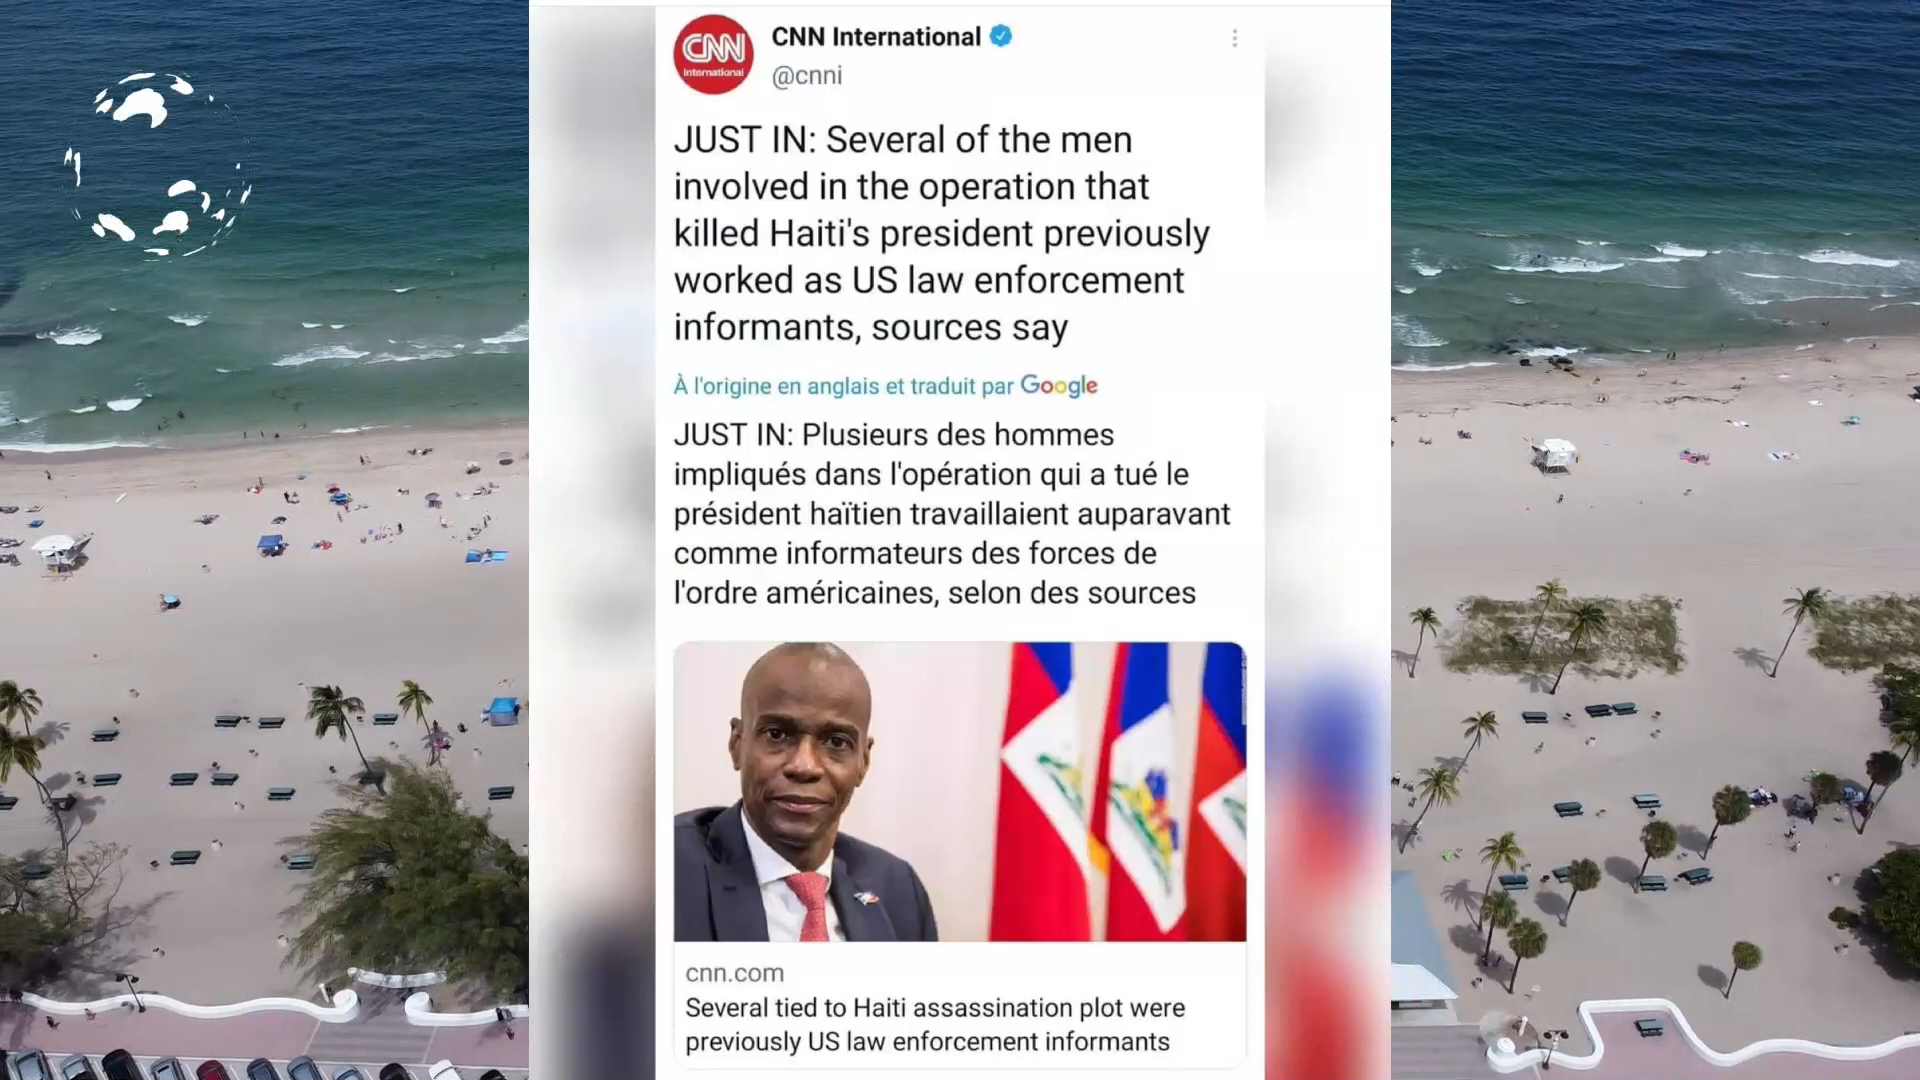 CNN International
@cnni
CNN
International
JUST IN: Several of the men
involved in the operation that
killed Haiti's president previously
worked as US law enforcement
informants, sources say
À l'origine en anglais et traduit par Google
JUST IN: Plusieurs des hommes
impliqués dans l'opération qui a tué le
président haïtien travaillaient auparavant
comme informateurs des forces de
l'ordre américaines, selon des sources
cnn.com
Several tied to Haiti assassination plot were
previously US law enforcement informants